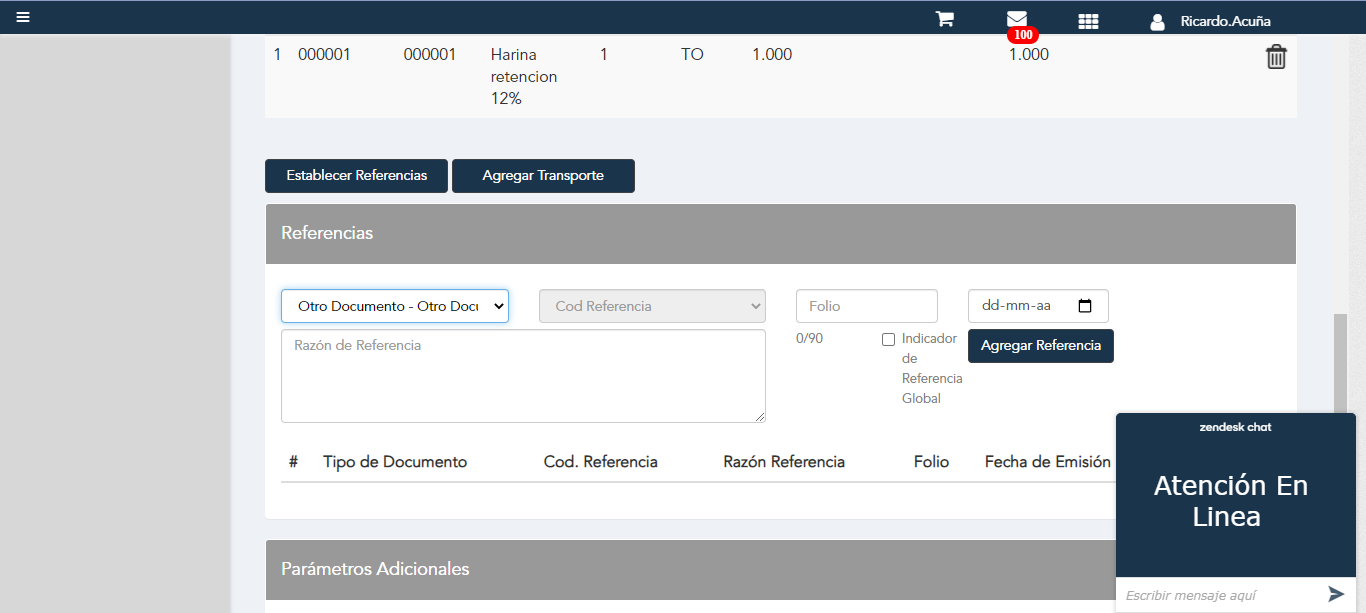 Ricardo.Acuña
100
1 000001 000001 Harina 1 TO 1.000 1.000
retencion
12%
Establecer Referencias Agregar Transporte
Referencias
Otro Documento - Otro Docu Cod Referencia Folio dd-mm-aa
Razón de Referencia 0/90 Indicador Agregar Referencia
de
Referencia
Global
zendesk chat
# Tipo de Documento Cod. Referencia Razón Referencia Folio Fecha de Emisión
Atención En
Linea
Parámetros Adicionales
Escribir mensaje aquí